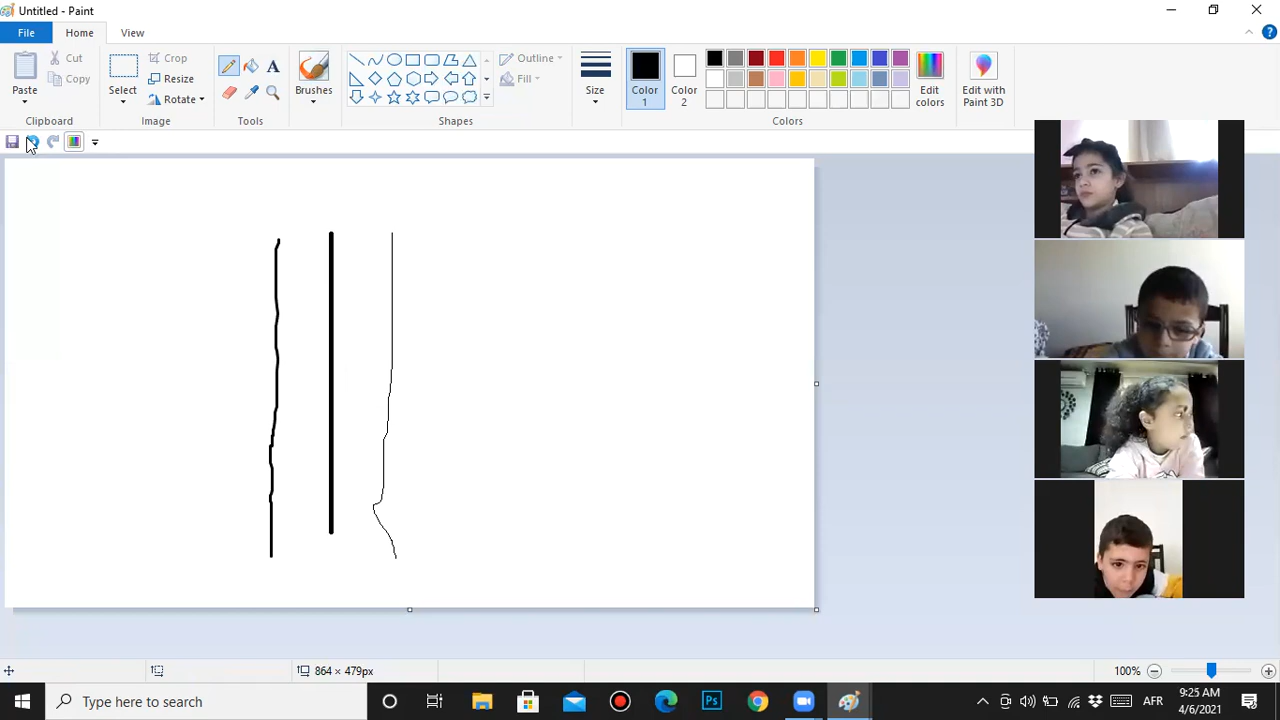 Untitled - Paint
File Home View
Paste
Cut
Copy
Clipboard
Select
Crop
Resize
Rotate
Image
A
Tools
Brushes
Outline
Fill
Shapes
Size
Color 1
Color 2
Edit colors
Colors
Edit with Paint 3D
864 × 479px
100%
Type here to search
Ps
AFR
9:25 AM
4/6/2021